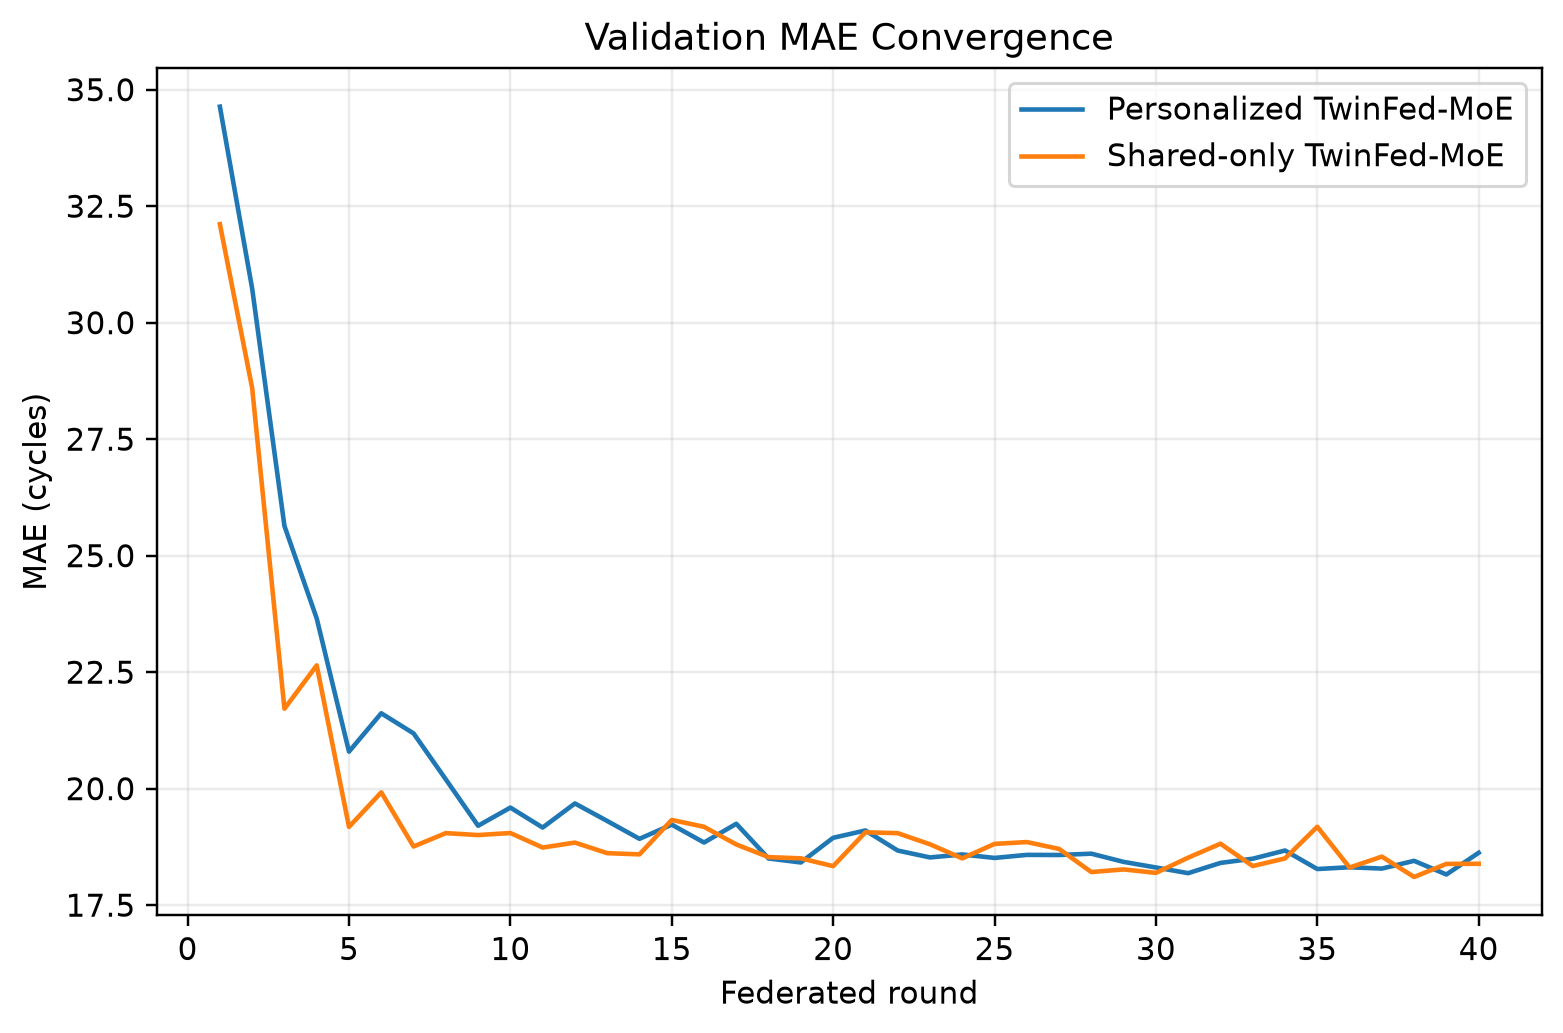 Validation MAE Convergence
35.0
32.5
30.0
27.5
25.0
22.5
20.0
17.5
MAE (cycles)
Personalized TwinFed-MoE
Shared-only TwinFed-MoE
0 5 10 15 20 25 30 35 40
Federated round